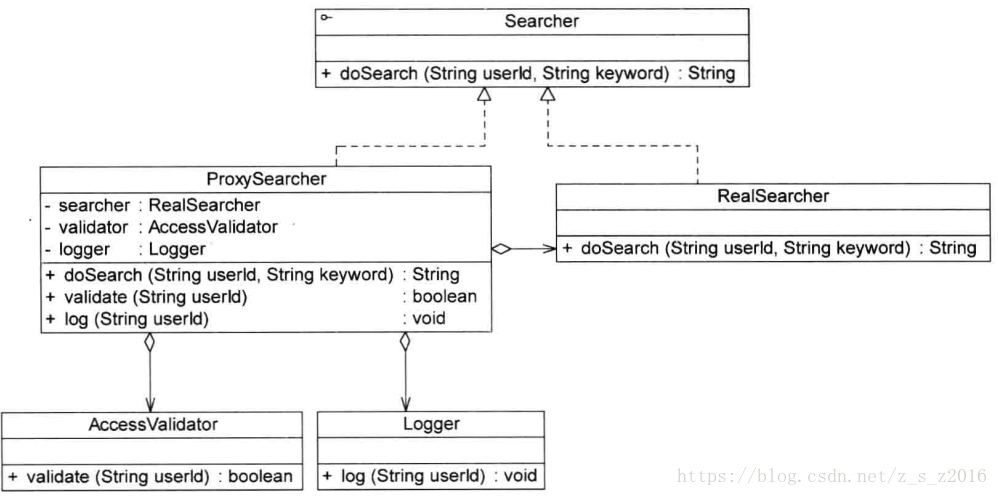 Searcher
+ doSearch (String userId, String keyword) : String
ProxySearcher
- searcher : RealSearcher
- validator : AccessValidator
- logger : Logger
+ doSearch (String userId, String keyword) : String
+ validate (String userId) : boolean
+ log (String userId) : void
RealSearcher
+ doSearch (String userId, String keyword) : String
AccessValidator
+ validate (String userId) : boolean
Logger
+ log (String userId) : void
https://blog.csdn.net/z_s_z2016